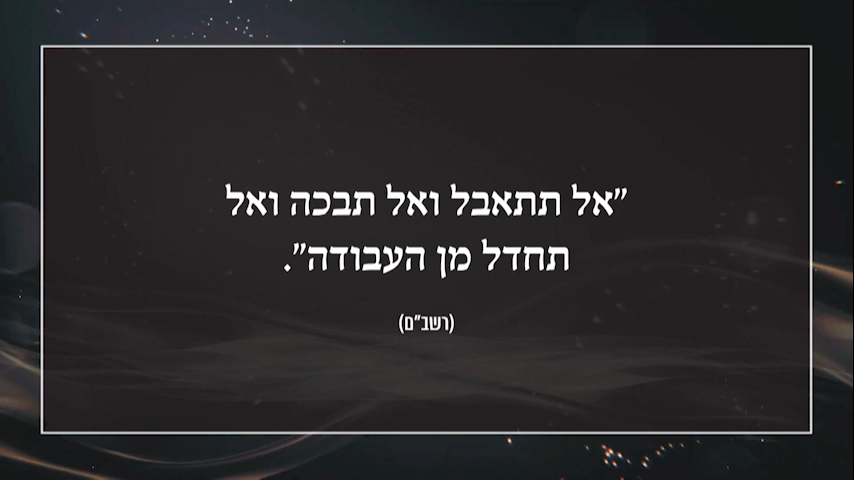 "אל תתאבל ואל תבכה ואל
תחדל מן העבודה".
(רשב"ם)